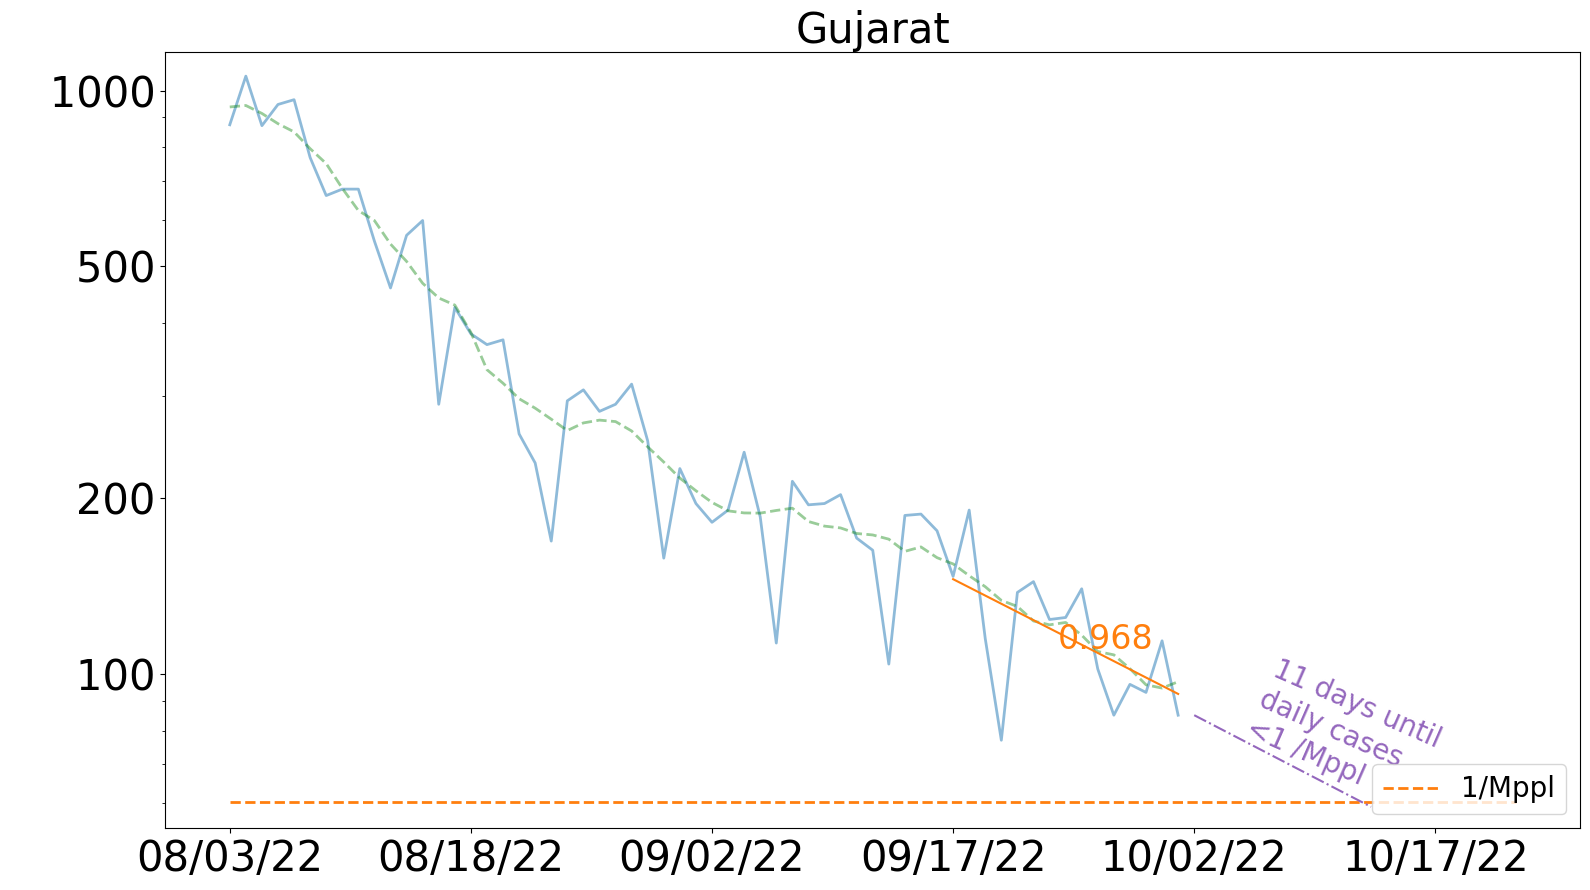 Gujarat
1000
500
200
100
0.968
11 days until
daily cases
<1 /Mppl
1/Mppl
08/03/22 08/18/22 09/02/22 09/17/22 10/02/22 10/17/22